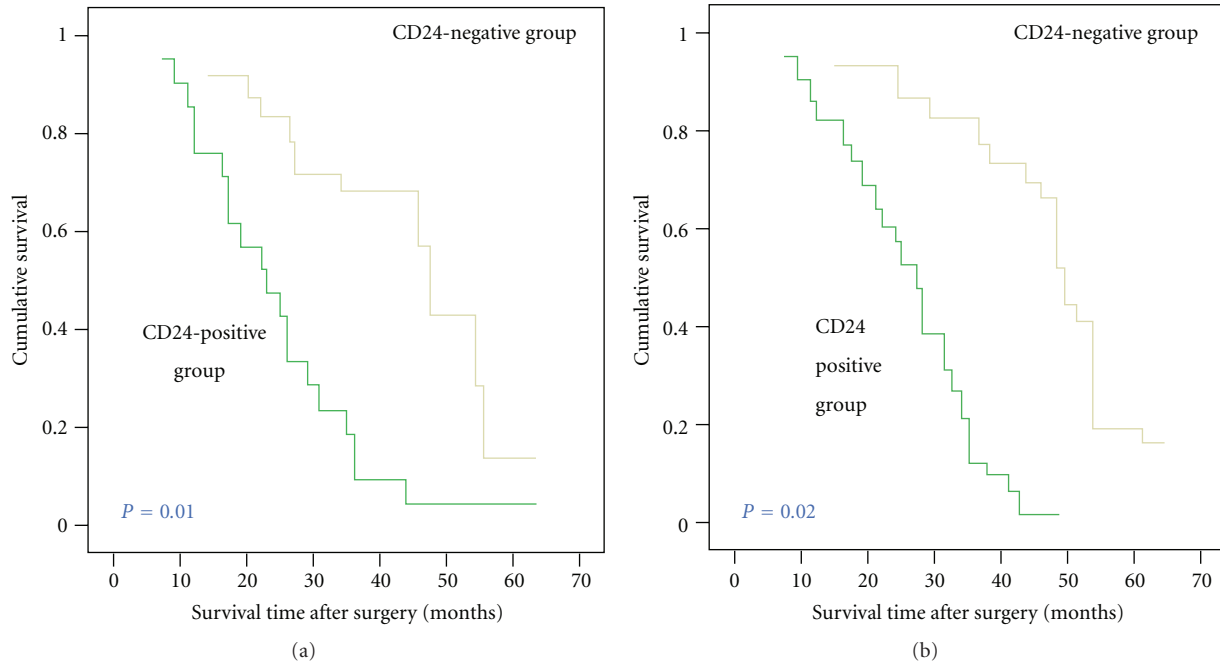 CD24-negative group
1
0.8
0.6
0.4
0.2
0
Cumulative survival
CD24-positive
group
P = 0.01
0 10 20 30 40 50 60 70
Survival time after surgery (months)
(a)
CD24-negative group
1
0.8
0.6
0.4
0.2
0
Cumulative survival
CD24
positive
group
P = 0.02
0 10 20 30 40 50 60 70
Survival time after surgery (months)
(b)